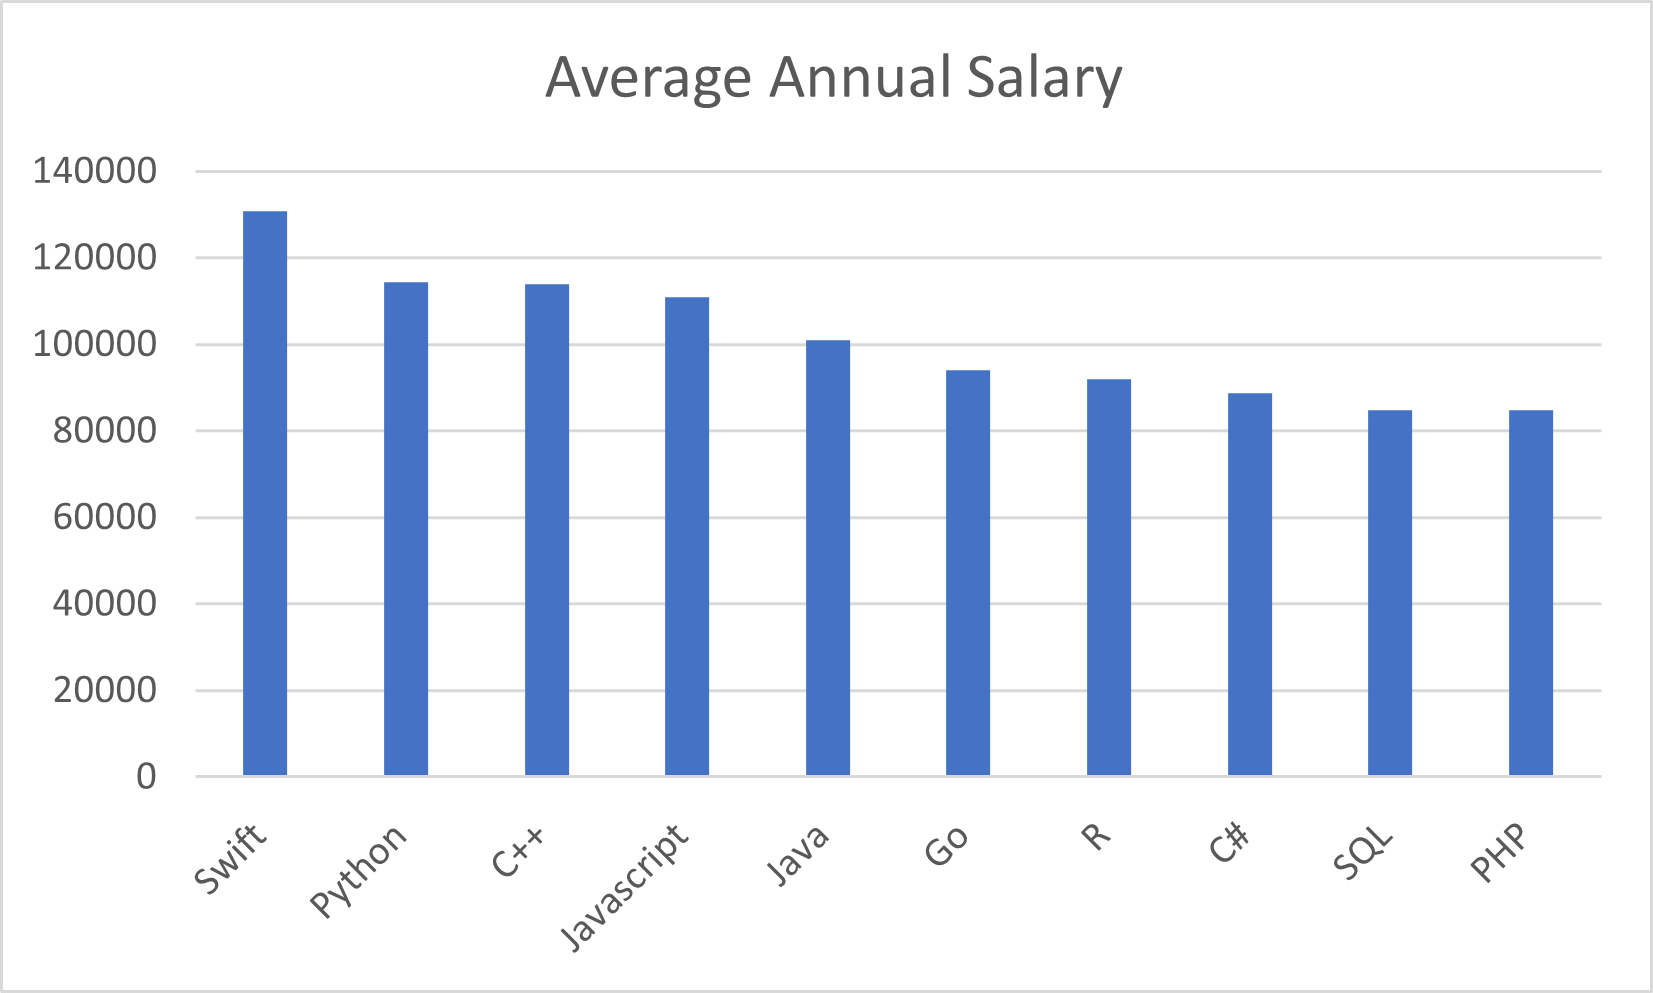 Average Annual Salary
140000
120000
100000
80000
60000
40000
20000
0
Swift
Python
C++
Javascript
Java
Go
R
C#
SQL
PHP